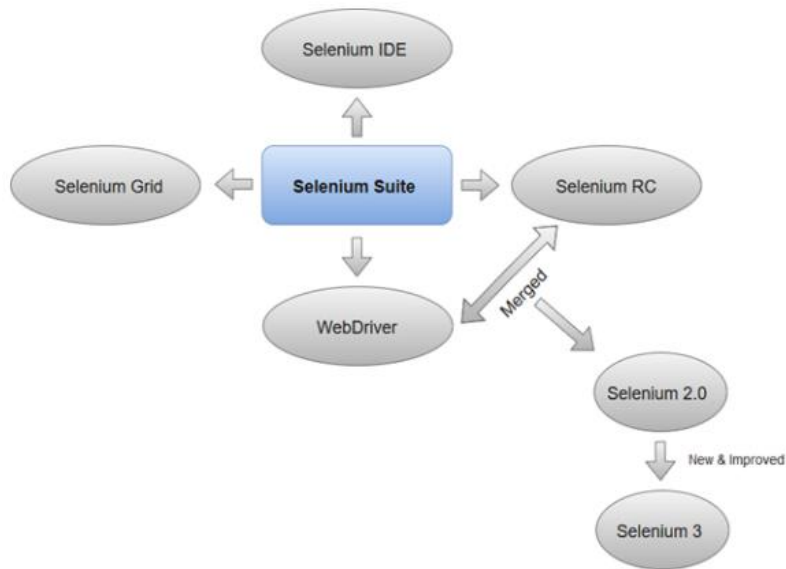 Selenium IDE
Selenium Grid
Selenium Suite
Selenium RC
WebDriver
Merged
Selenium 2.0
New & Improved
Selenium 3